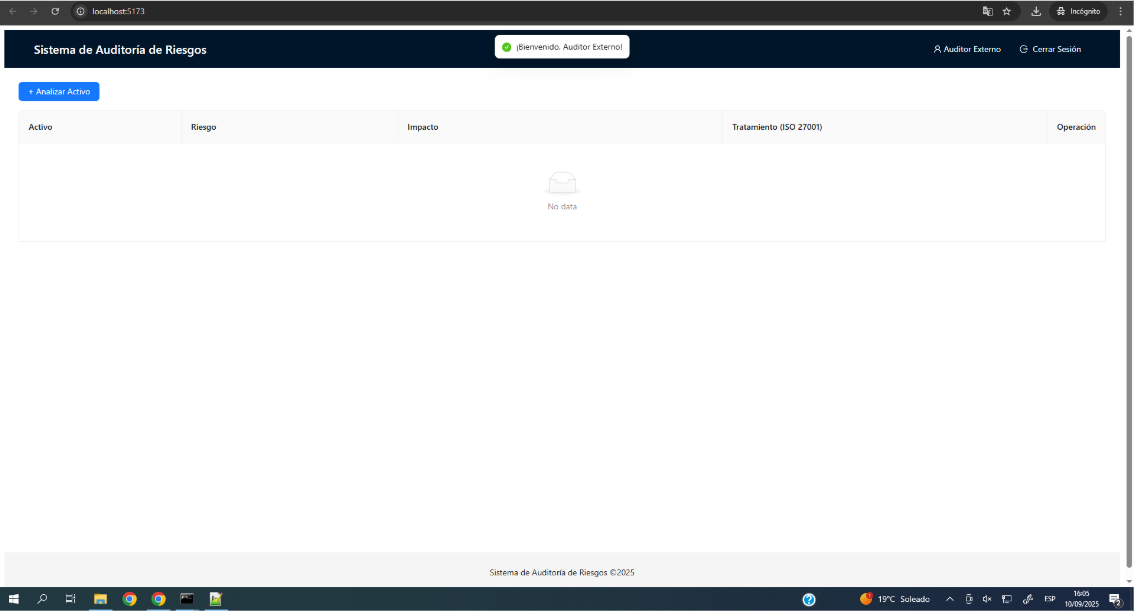 localhost:5173
Incógnito
Sistema de Auditoría de Riesgos
¡Bienvenido, Auditor Externo!
Auditor Externo
Cerrar Sesión
+ Analizar Activo
Activo
Riesgo
Impacto
Tratamiento (ISO 27001)
Operación
No data
Sistema de Auditoría de Riesgos ©2025
19°C Soleado
ESP
16:05
10/09/2025
2